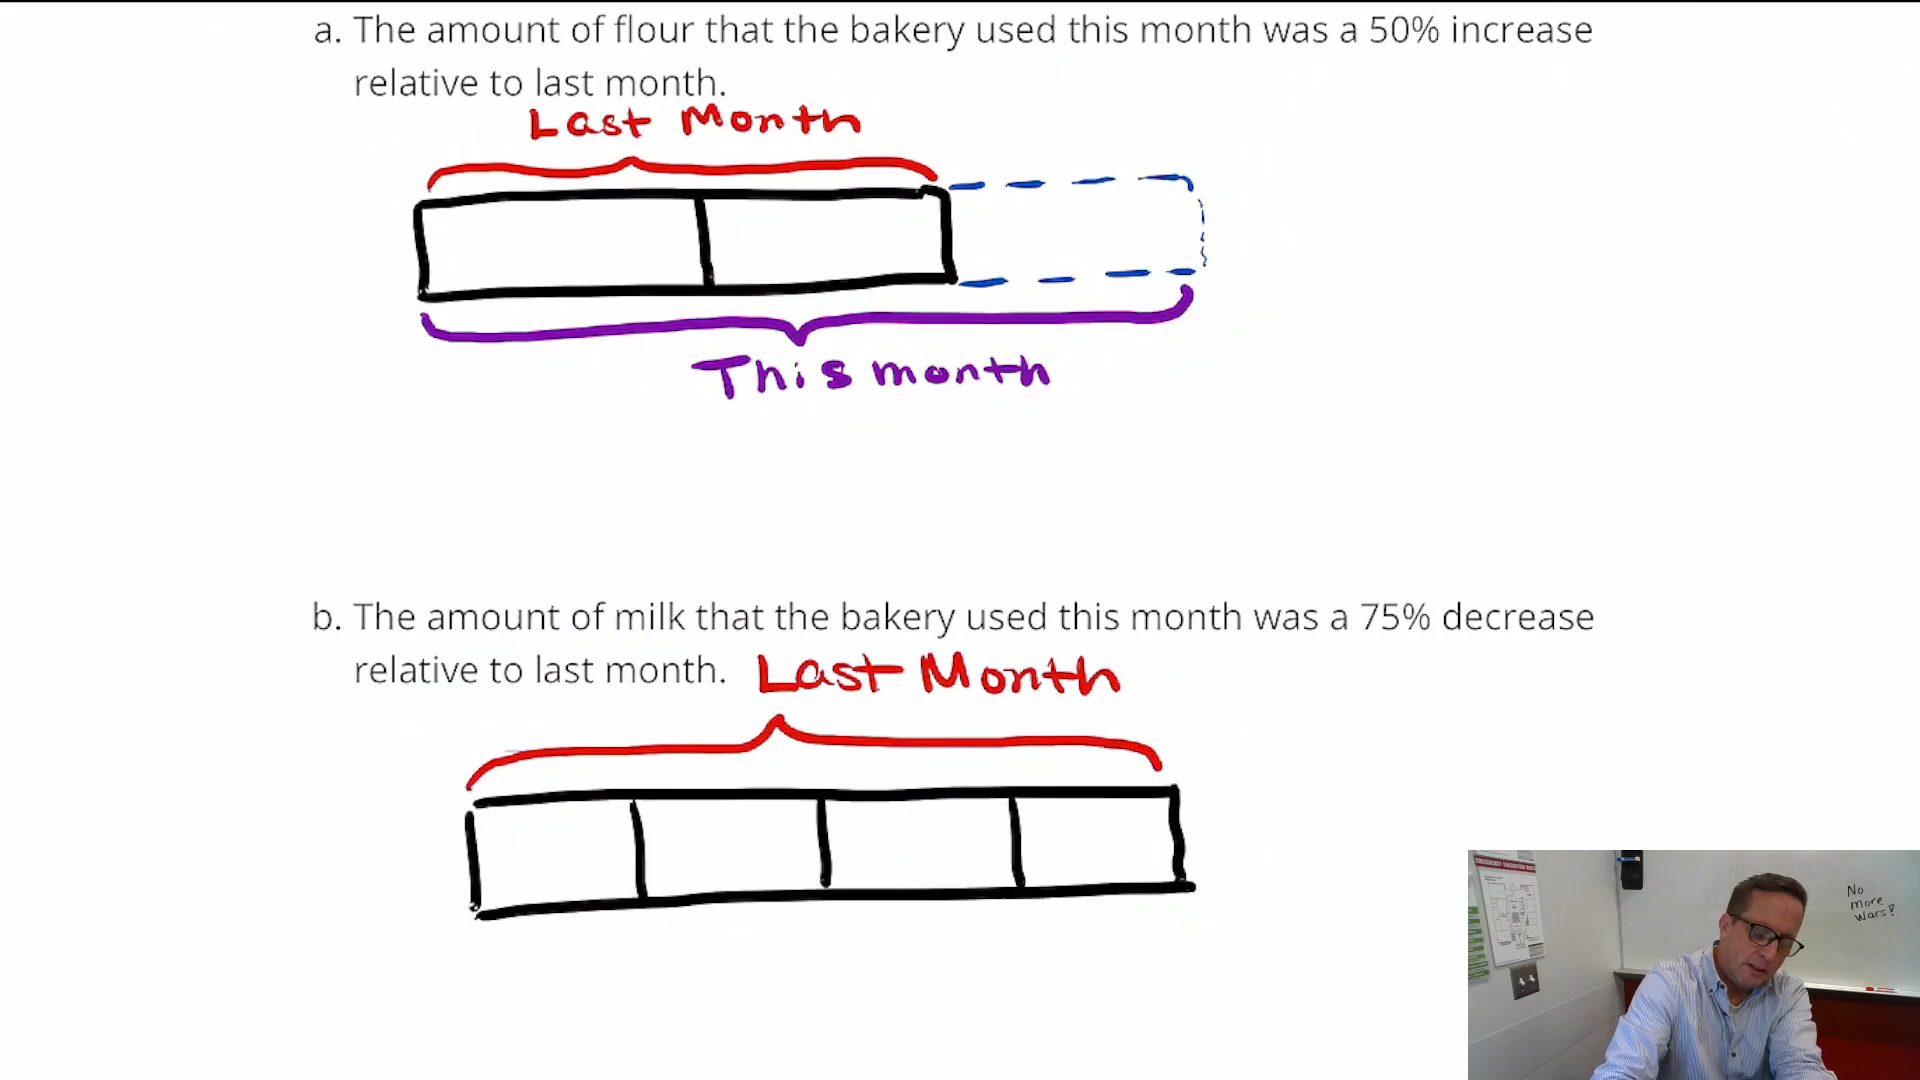 a. The amount of flour that the bakery used this month was a 50% increase
relative to last month.
Last Month
This month
b. The amount of milk that the bakery used this month was a 75% decrease
relative to last month. Last Month
No
more
wars!